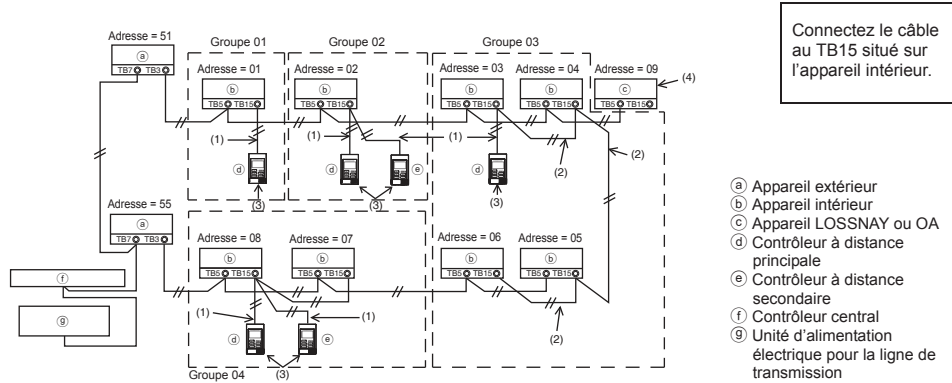 Adresse = 51
Groupe 01
Groupe 02
Groupe 03
ⓐ
Adresse = 01
Adresse = 02
Adresse = 03
Adresse = 04
Adresse = 09
(4)
TB7 TB3
ⓑ
ⓑ
ⓑ
ⓑ
ⓒ
TB5 TB15
TB5 TB15
TB5 TB15
TB5 TB15
TB5 TB15
(1)
(1)
(1)
(2)
(2)
ⓓ
ⓓ
ⓔ
ⓓ
(3)
(3)
(3)
Adresse = 55
ⓐ
TB7 TB3
Adresse = 08
Adresse = 07
Adresse = 06
Adresse = 05
ⓑ
ⓑ
ⓑ
ⓑ
TB5 TB15
TB5 TB15
TB5 TB15
TB5 TB15
ⓕ
ⓖ
(1)
(1)
(2)
ⓓ
ⓔ
(3)
Groupe 04
Connectez le câble
au TB15 situé sur
l’appareil intérieur.
ⓐ Appareil extérieur
ⓑ Appareil intérieur
ⓒ Appareil LOSSNAY ou OA
ⓓ Contrôleur à distance
principale
ⓔ Contrôleur à distance
secondaire
ⓕ Contrôleur central
ⓖ Unité d’alimentation
électrique pour la ligne de
transmission